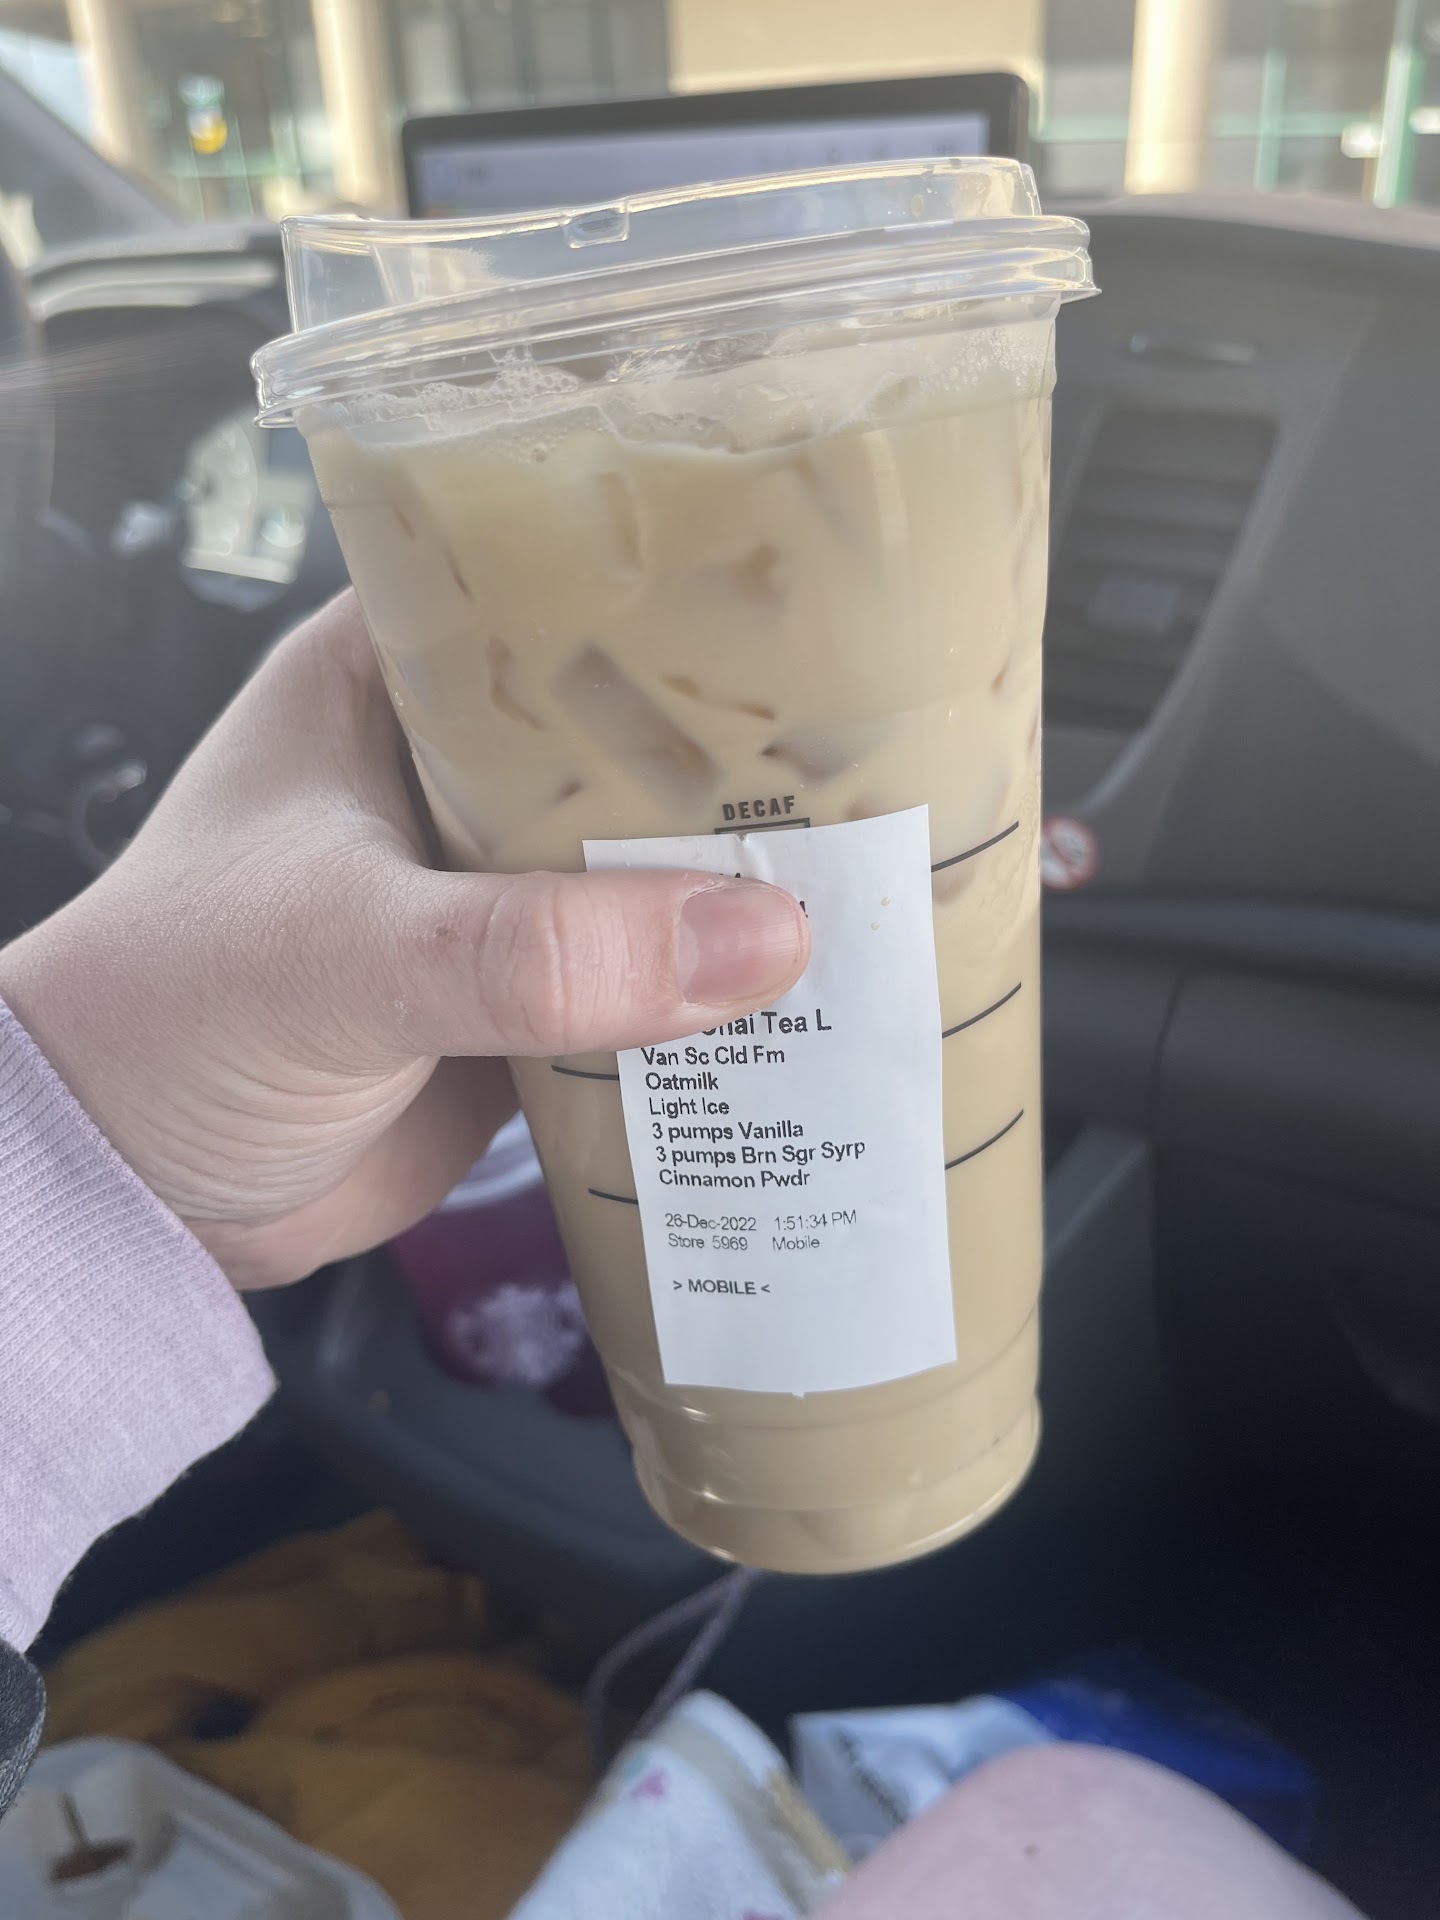 DECAF
Chai Tea L
Van Sc Cld Fm
Oatmilk
Light Ice
3 pumps Vanilla
3 pumps Brn Sgr Syrp
Cinnamon Pwdr
26-Dec-2022 1:51:34 PM
Store 5969 Mobile
> MOBILE <